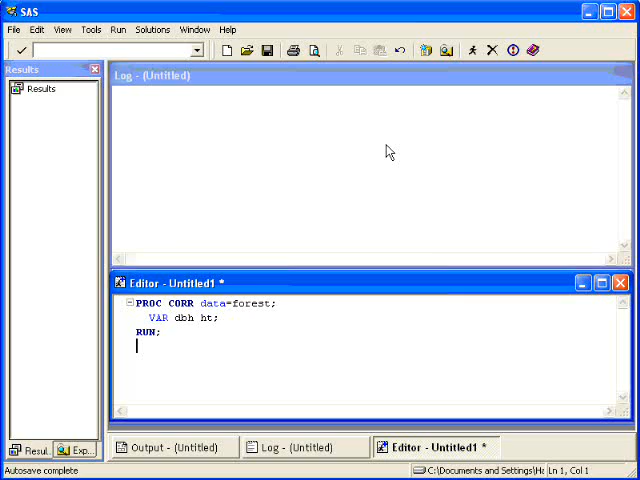 SAS
File Edit View Tools Run Solutions Window Help
Results
Log - (Untitled)
Results
Editor - Untitled1 *
PROC CORR data=forest;
VAR dbh ht;
RUN;
Resul...
Exp...
Output - (Untitled)
Log - (Untitled)
Editor - Untitled1 *
Autosave complete
C:\Documents and Settings\Ha
Ln 1, Col 1